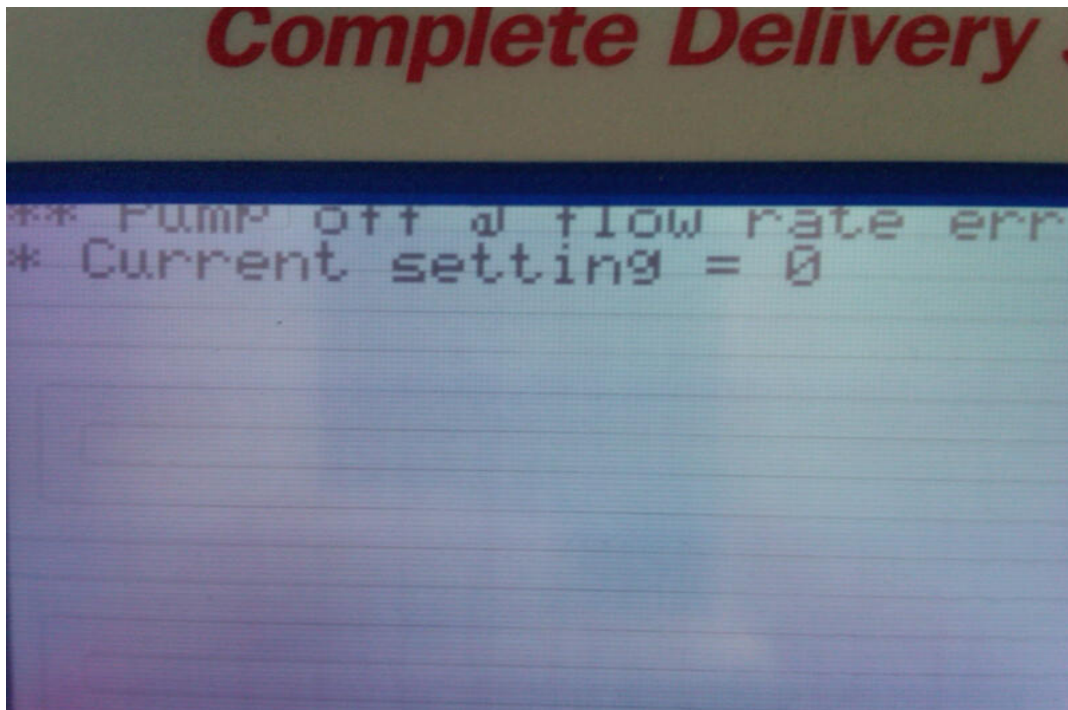 Complete Delivery
** Pump off @ flow rate err
* Current setting = 0